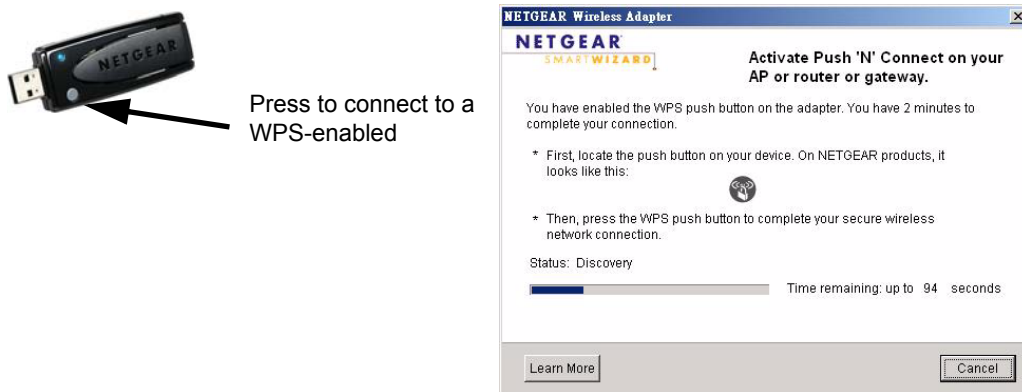 NETGEAR
Press to connect to a
WPS-enabled
NETGEAR Wireless Adapter
NETGEAR
SMARTWIZARD
Activate Push 'N' Connect on your
AP or router or gateway.
You have enabled the WPS push button on the adapter. You have 2 minutes to
complete your connection.
* First, locate the push button on your device. On NETGEAR products, it
looks like this:
* Then, press the WPS push button to complete your secure wireless
network connection.
Status: Discovery
Time remaining: up to 94 seconds
Learn More
Cancel